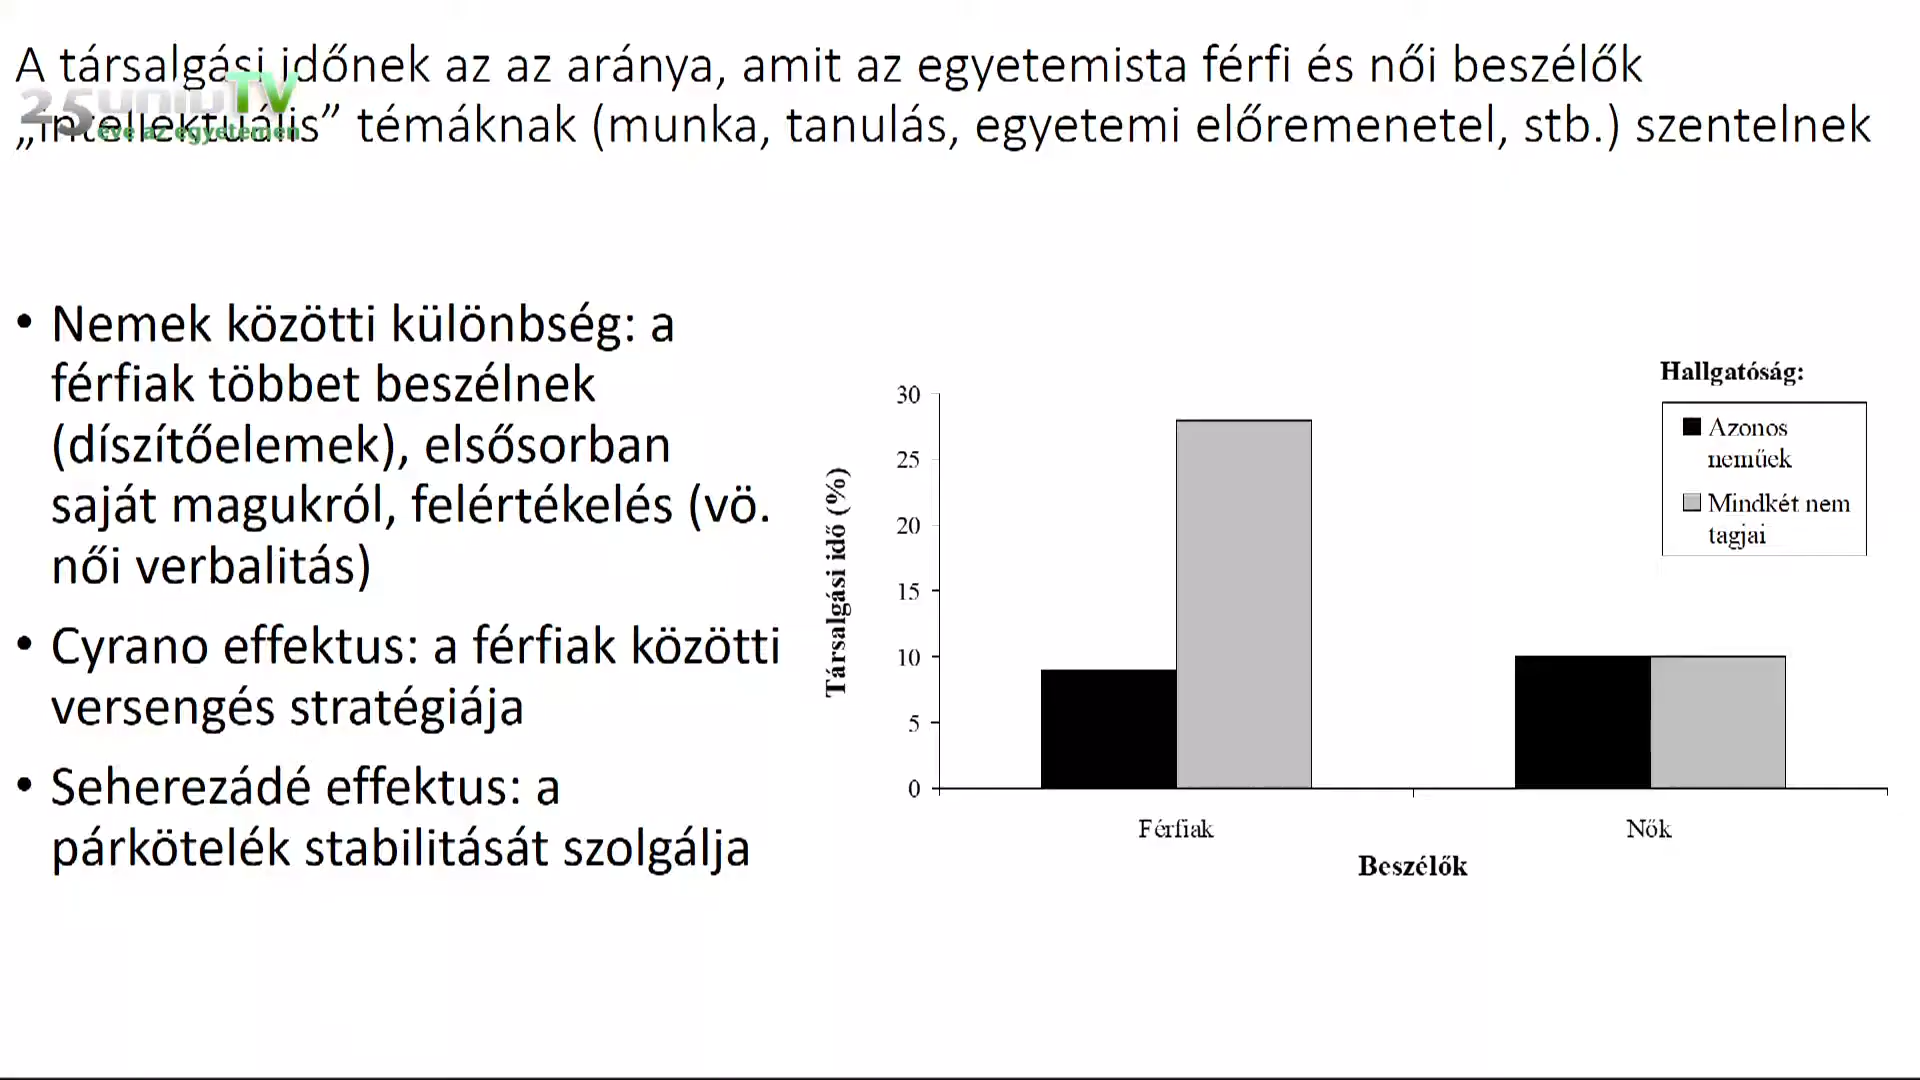 A társalgási időnek az az aránya, amit az egyetemista férfi és női beszélők
„intellektuális” témáknak (munka, tanulás, egyetemi előremenetel, stb.) szentelnek
25 univ TV
éve az egyetemen
• Nemek közötti különbség: a
férfiak többet beszélnek
(díszítőelemek), elsősorban
saját magukról, felértékelés (vö.
női verbalitás)
• Cyrano effektus: a férfiak közötti
versengés stratégiája
• Seherezádé effektus: a
párkötelék stabilitását szolgálja
Hallgatóság:
Azonos
neműek
Mindkét nem
tagjai
Társalgási idő (%)
30
25
20
15
10
5
0
Férfiak
Nők
Beszélők